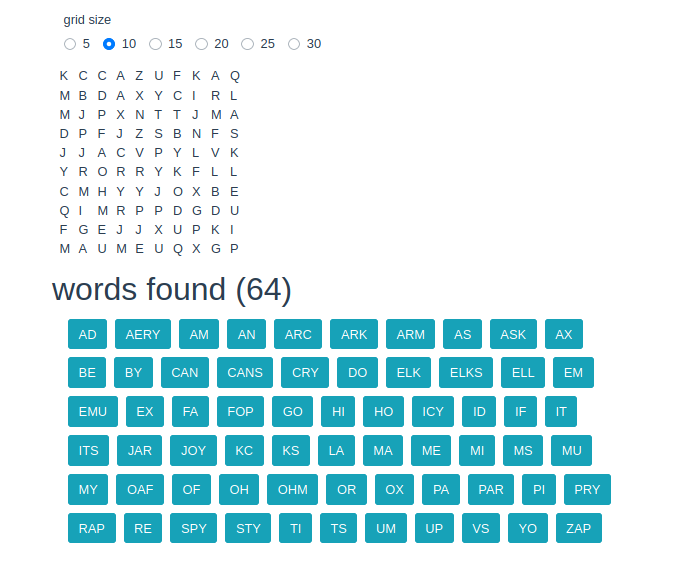 grid size
5 10 15 20 25 30
K C C A Z U F K A Q
M B D A X Y C I R L
M J P X N T T J M A
D P F J Z S B N F S
J J A C V P Y L V K
Y R O R R Y K F L L
C M H Y Y J O X B E
Q I M R P P D G D U
F G E J J X U P K I
M A U M E U Q X G P
words found (64)
AD AERY AM AN ARC ARK ARM AS ASK AX
BE BY CAN CANS CRY DO ELK ELKS ELL EM
EMU EX FA FOP GO HI HO ICY ID IF IT
ITS JAR JOY KC KS LA MA ME MI MS MU
MY OAF OF OH OHM OR OX PA PAR PI PRY
RAP RE SPY STY TI TS UM UP VS YO ZAP